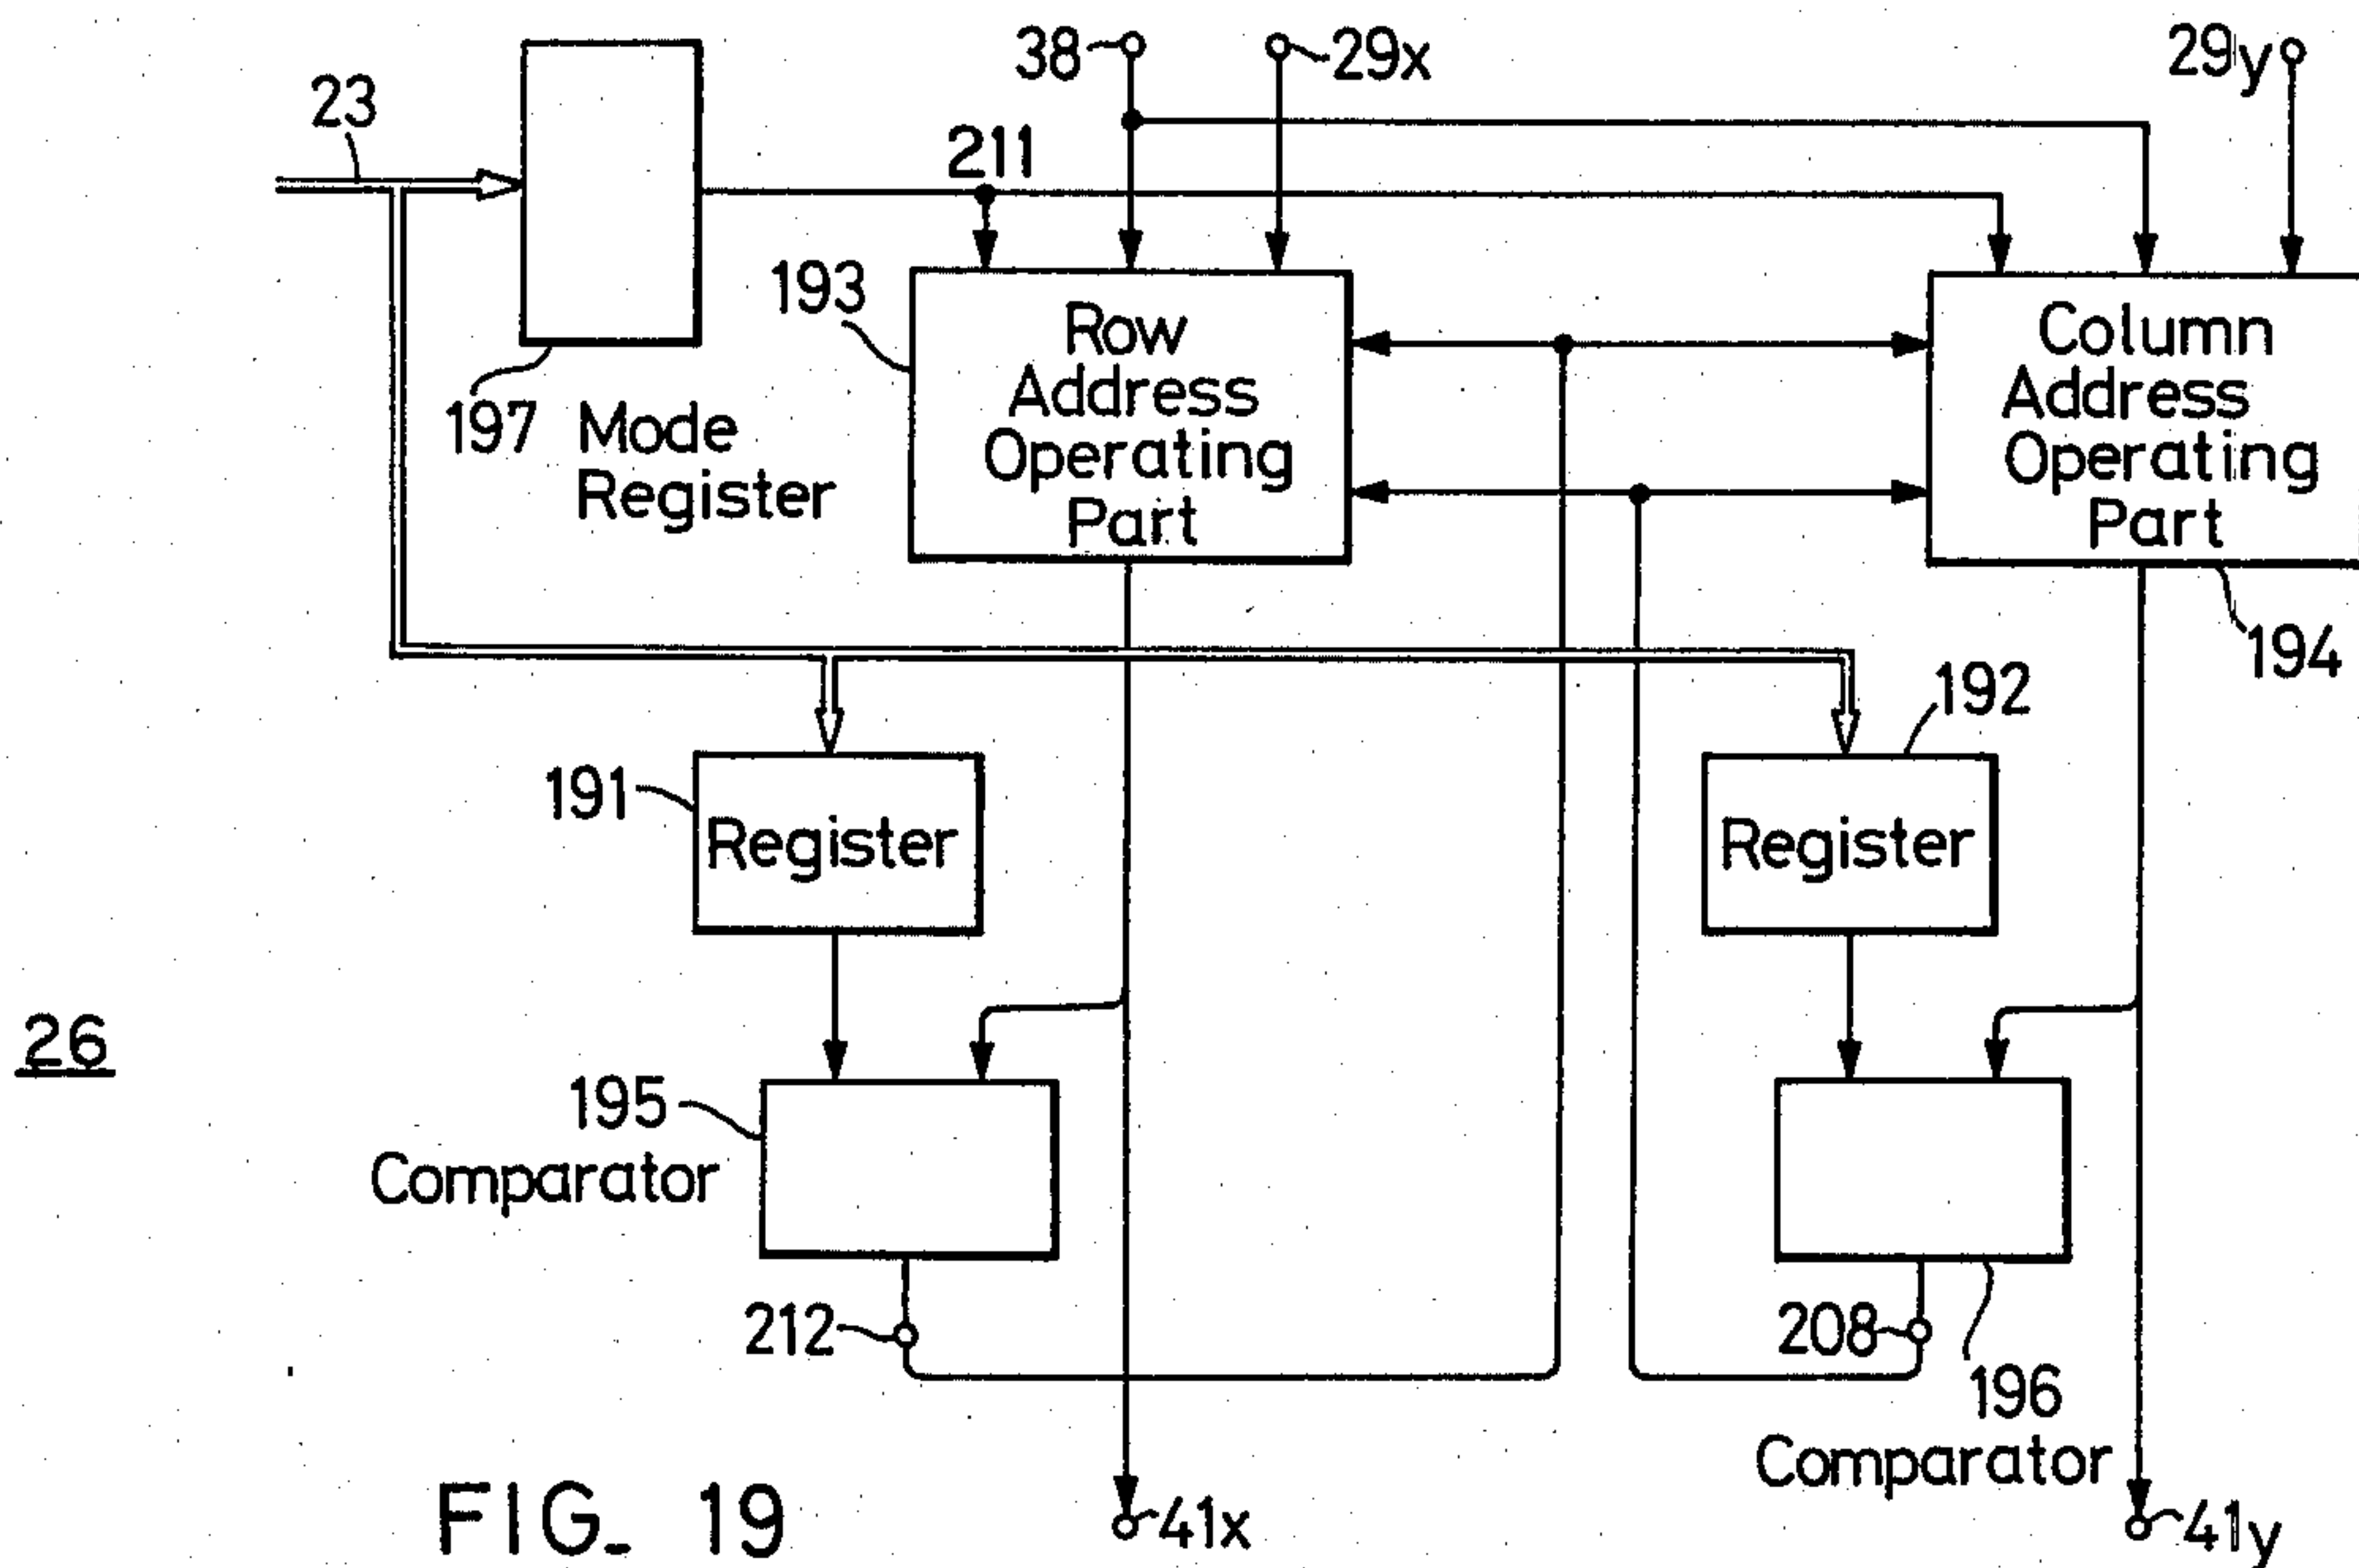 38
29x
29y
23
211
193
Row
Address
Operating
Part
Column
Address
Operating
Part
197 Mode
Register
194
192
191
Register
Register
26
195
Comparator
212
208
196
Comparator
FIG_ 19
41x
41y